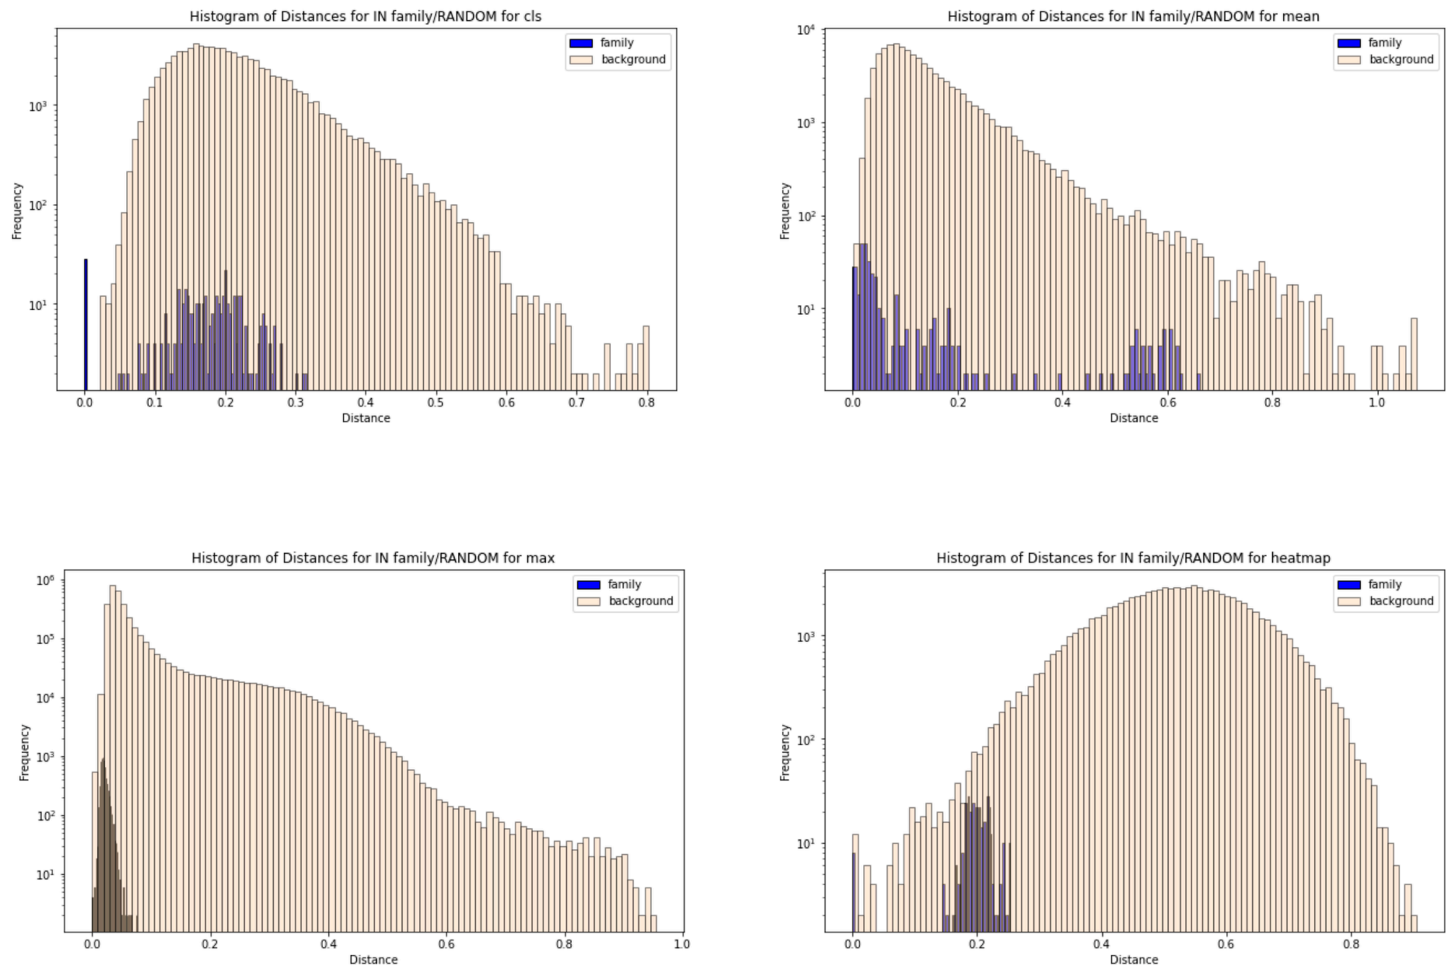 Histogram of Distances for IN family/RANDOM for cls
family
background
10³
10²
10¹
Frequency
0.0 0.1 0.2 0.3 0.4 0.5 0.6 0.7 0.8
Distance
Histogram of Distances for IN family/RANDOM for mean
family
background
10⁴
10³
10²
10¹
Frequency
0.0 0.2 0.4 0.6 0.8 1.0
Distance
Histogram of Distances for IN family/RANDOM for max
family
background
10⁶
10⁵
10⁴
10³
10²
10¹
Frequency
0.0 0.2 0.4 0.6 0.8 1.0
Distance
Histogram of Distances for IN family/RANDOM for heatmap
family
background
10³
10²
10¹
Frequency
0.0 0.2 0.4 0.6 0.8
Distance